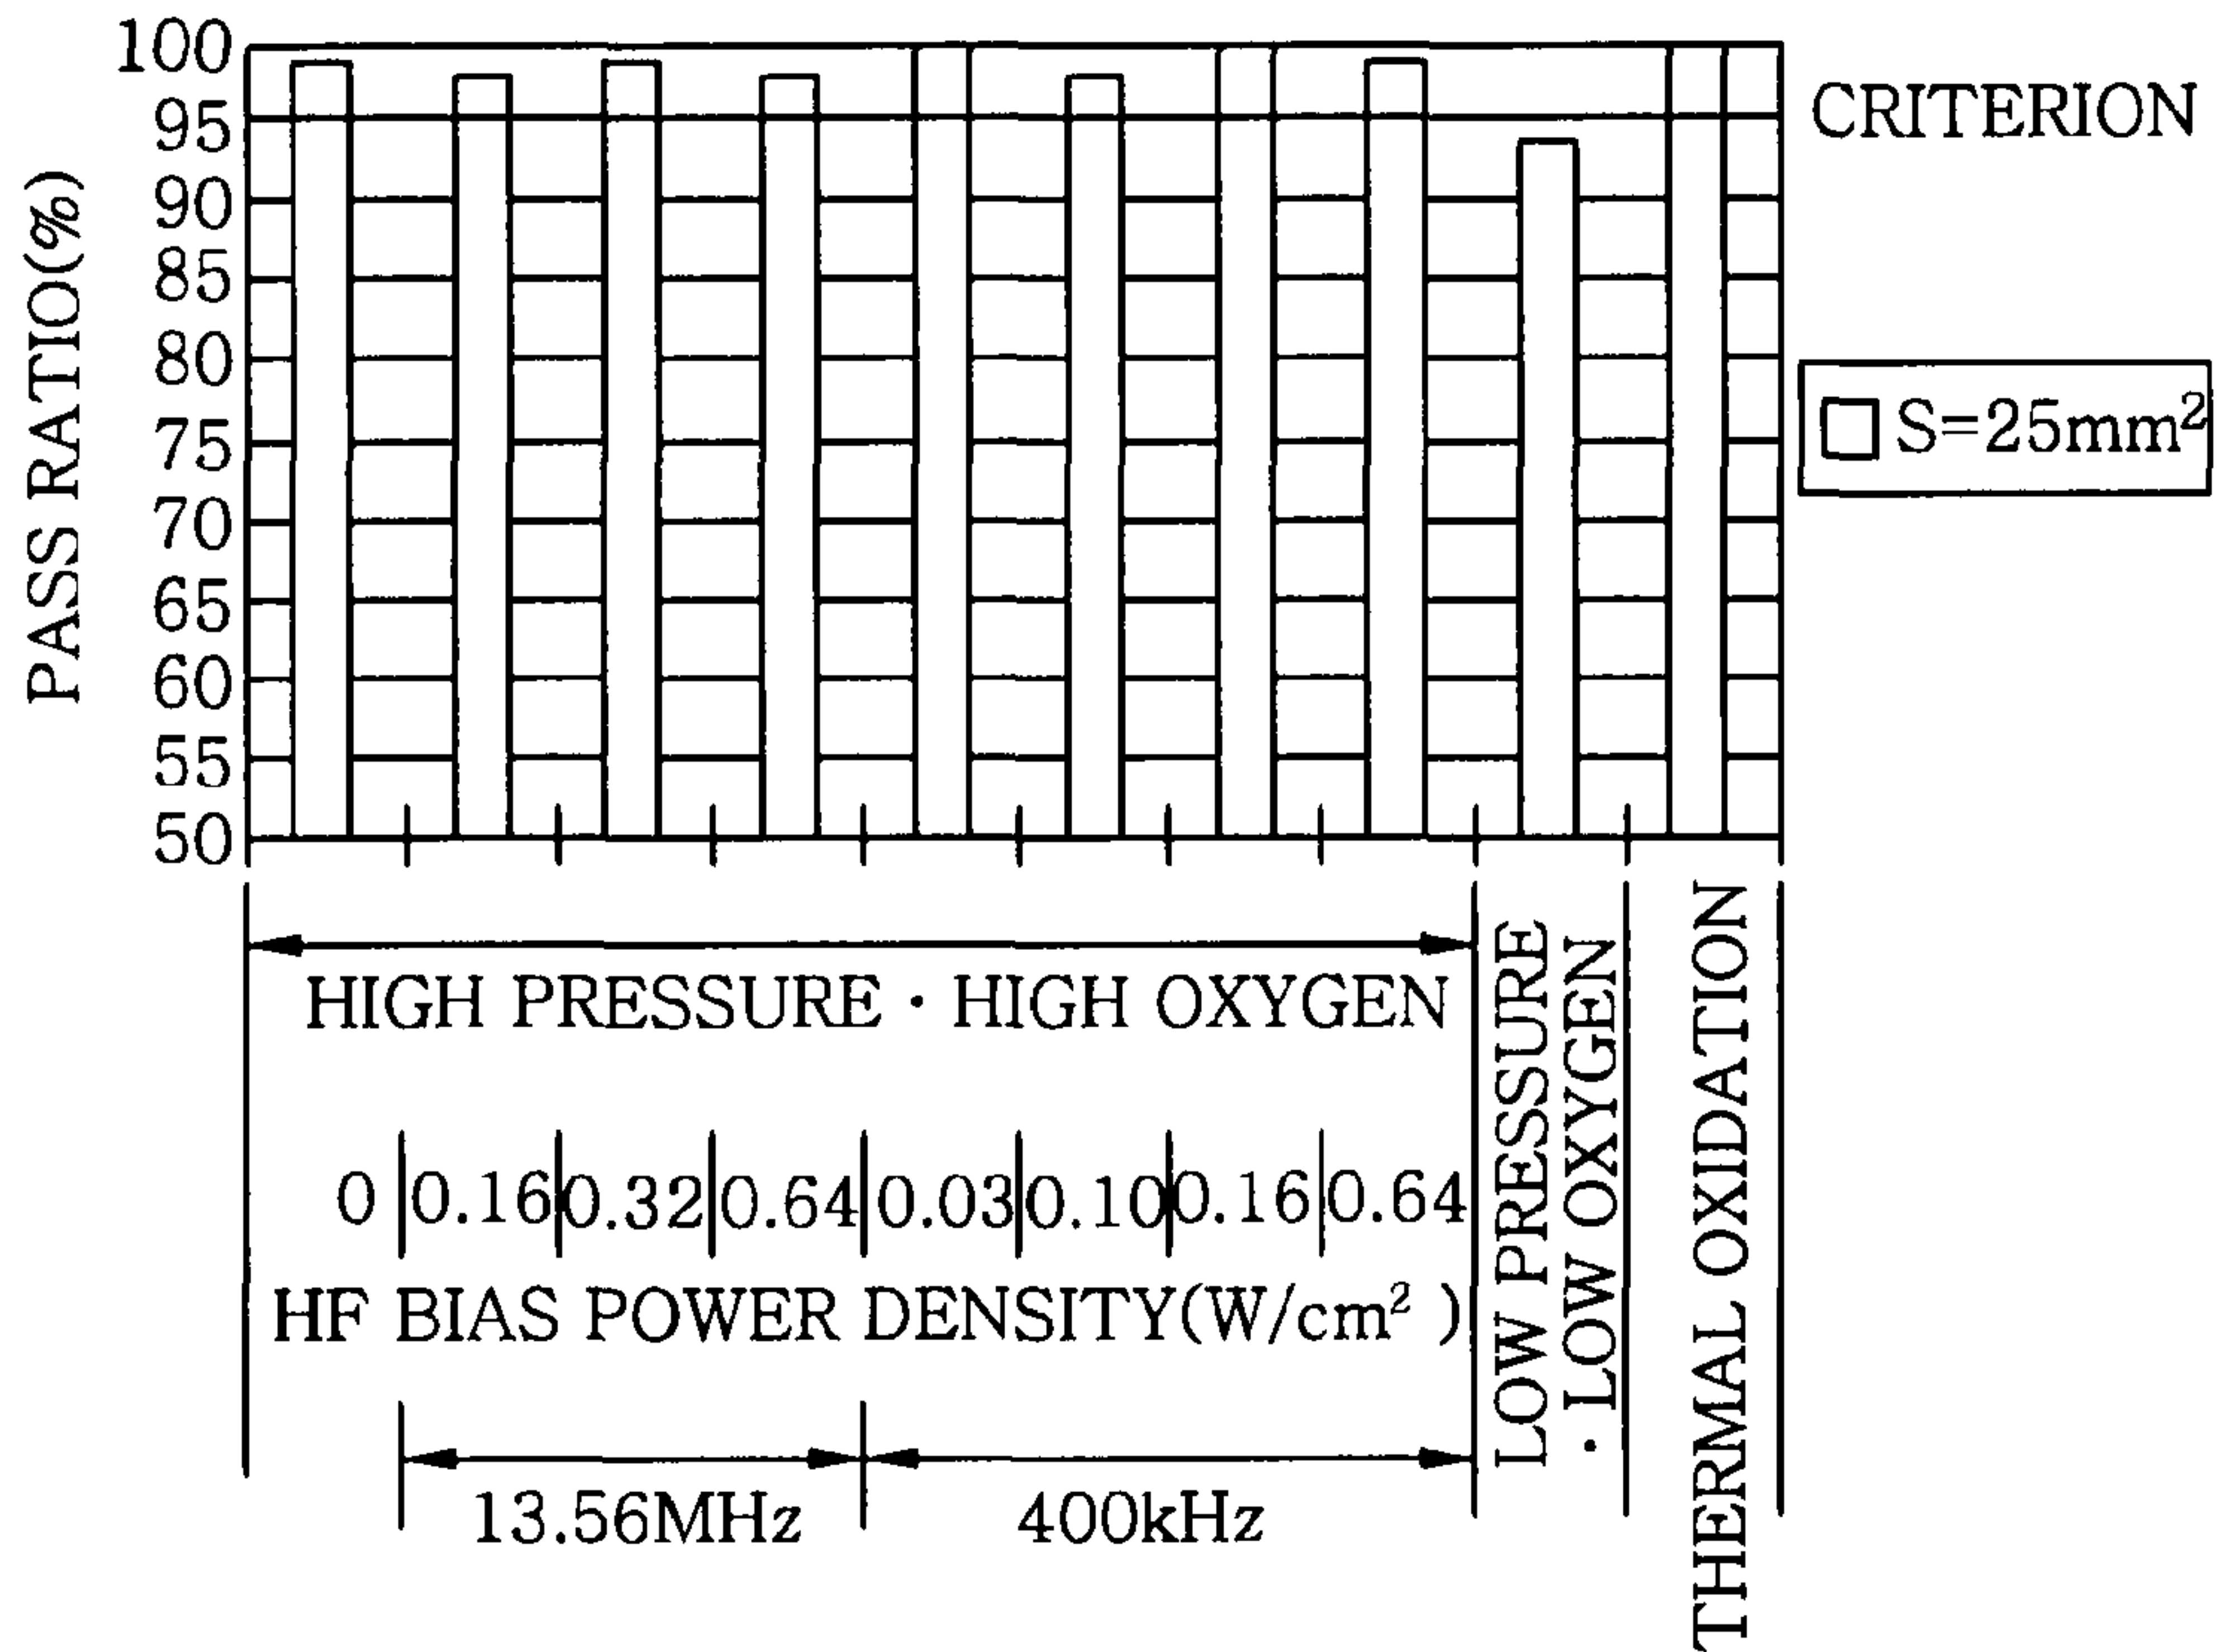 100
95
90
85
80
75
70
65
60
55
50
PASS RATIO(%)
CRITERION
S=25mm²
HIGH PRESSURE · HIGH OXYGEN
0 0.16 0.32 0.64 0.03 0.10 0.16 0.64
HF BIAS POWER DENSITY(W/cm² )
13.56MHz 400kHz
LOW PRESSURE
· LOW OXYGEN
THERMAL OXIDATION